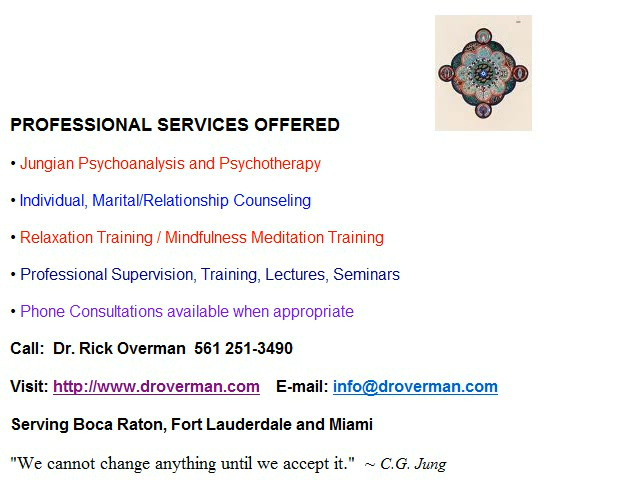 PROFESSIONAL SERVICES OFFERED
• Jungian Psychoanalysis and Psychotherapy
• Individual, Marital/Relationship Counseling
• Relaxation Training / Mindfulness Meditation Training
• Professional Supervision, Training, Lectures, Seminars
• Phone Consultations available when appropriate
Call:  Dr. Rick Overman  561 251-3490
Visit: http://www.droverman.com    E-mail: info@droverman.com
Serving Boca Raton, Fort Lauderdale and Miami
"We cannot change anything until we accept it."  ~ C.G. Jung